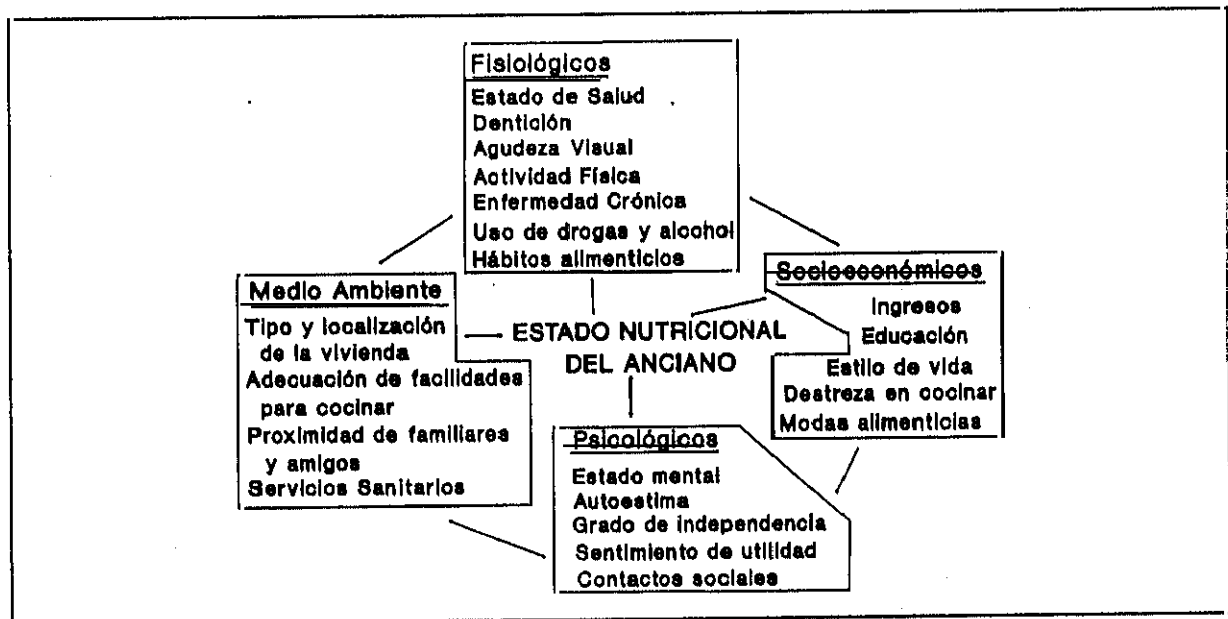 Fisiológicos
Estado de Salud
Dentición
Agudeza Visual
Actividad Física
Enfermedad Crónica
Uso de drogas y alcohol
Hábitos alimenticios
Medio Ambiente
Tipo y localización
de la vivienda
Adecuación de facilidades
para cocinar
Proximidad de familiares
y amigos
Servicios Sanitarios
ESTADO NUTRICIONAL
DEL ANCIANO
Socioeconómicos
Ingresos
Educación
Estilo de vida
Destreza en cocinar
Modas alimenticias
Psicológicos
Estado mental
Autoestima
Grado de independencia
Sentimiento de utilidad
Contactos sociales